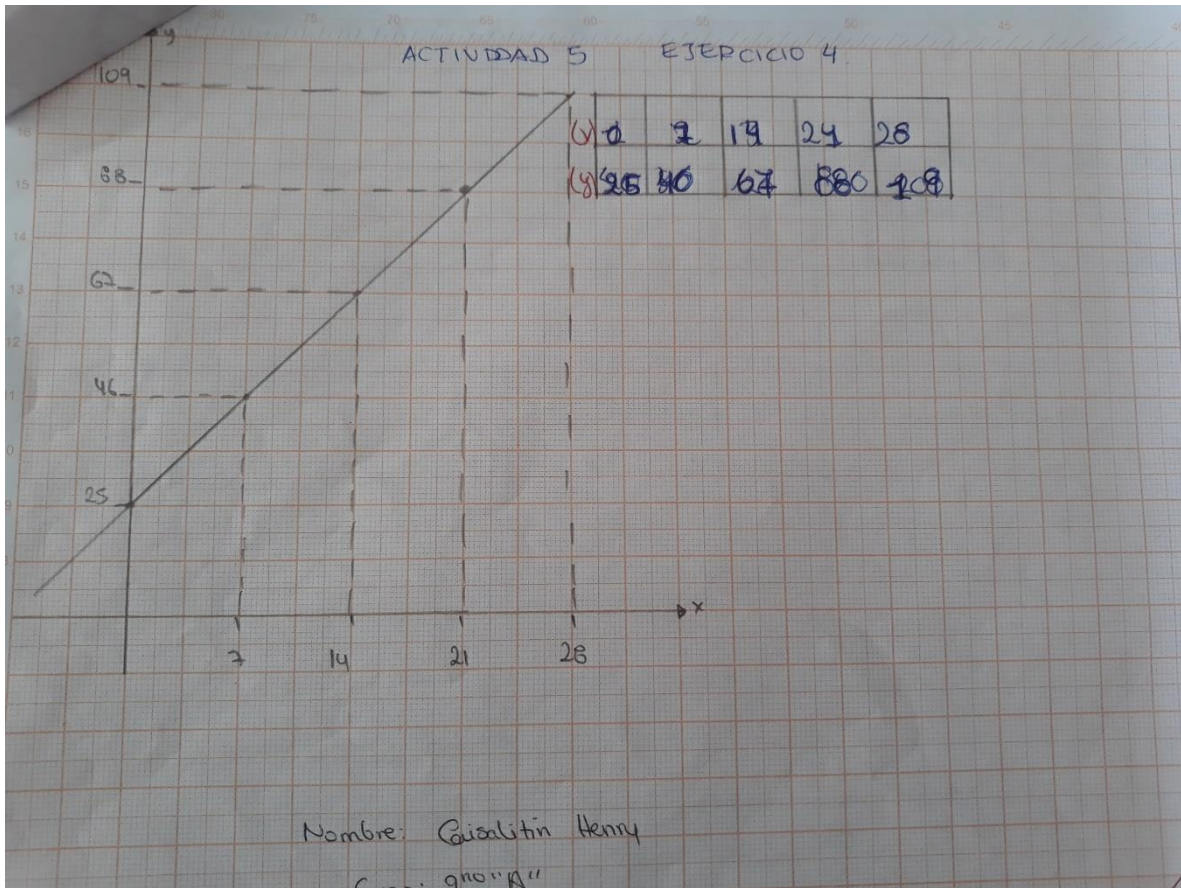 y
ACTIVIDAD 5 EJERCICIO 4
109
88
67
46
25
(x) 0 7 14 21 28
(y) 25 46 67 88 109
x
7 14 21 28
Nombre: Henry
9no "A"